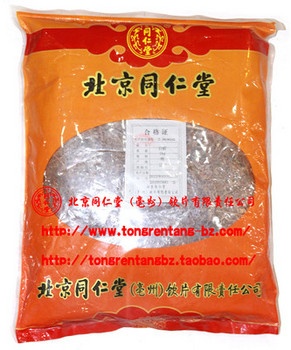 同仁堂
北京同仁堂
合格证
北京同仁堂（亳州）饮片有限责任公司
http://www.tongrentang-bz.com/
http://tongrentangbz.taobao.com/
北京同仁堂（亳州）饮片有限责任公司